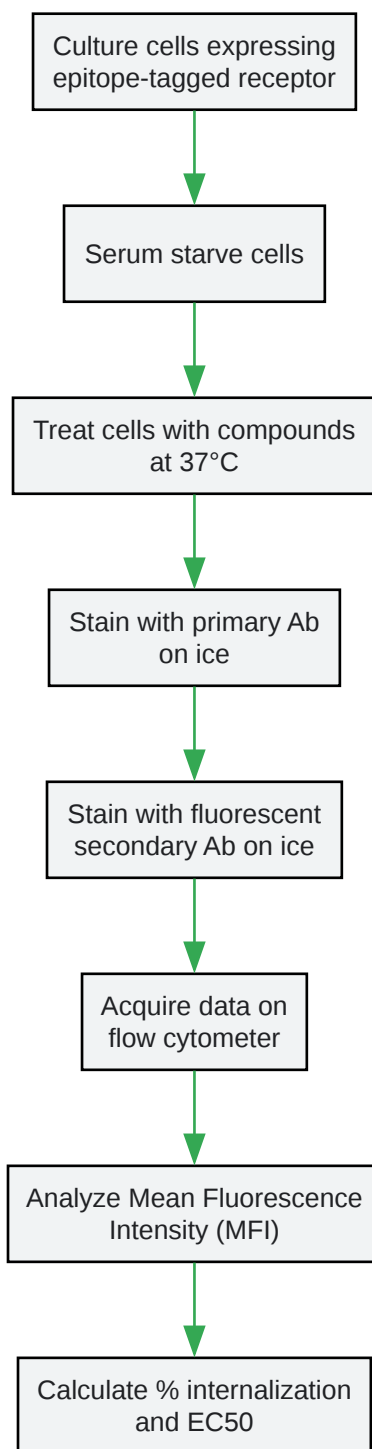 Culture cells expressing
epitope-tagged receptor
Serum starve cells
Treat cells with compounds
at 37°C
Stain with primary Ab
on ice
Stain with fluorescent
secondary Ab on ice
Acquire data on
flow cytometer
Analyze Mean Fluorescence
Intensity (MFI)
Calculate % internalization
and EC50